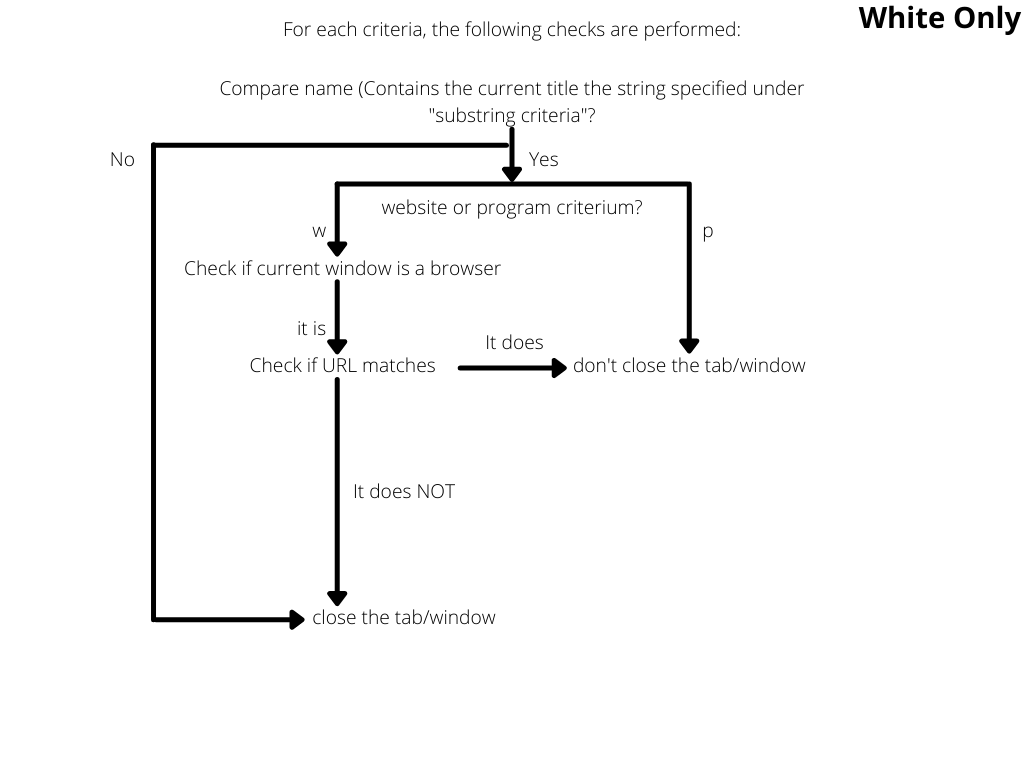 White Only
For each criteria, the following checks are performed:
Compare name (Contains the current title the string specified under
"substring criteria"?
No
Yes
website or program criterium?
w
p
Check if current window is a browser
it is
It does
Check if URL matches
don't close the tab/window
It does NOT
close the tab/window